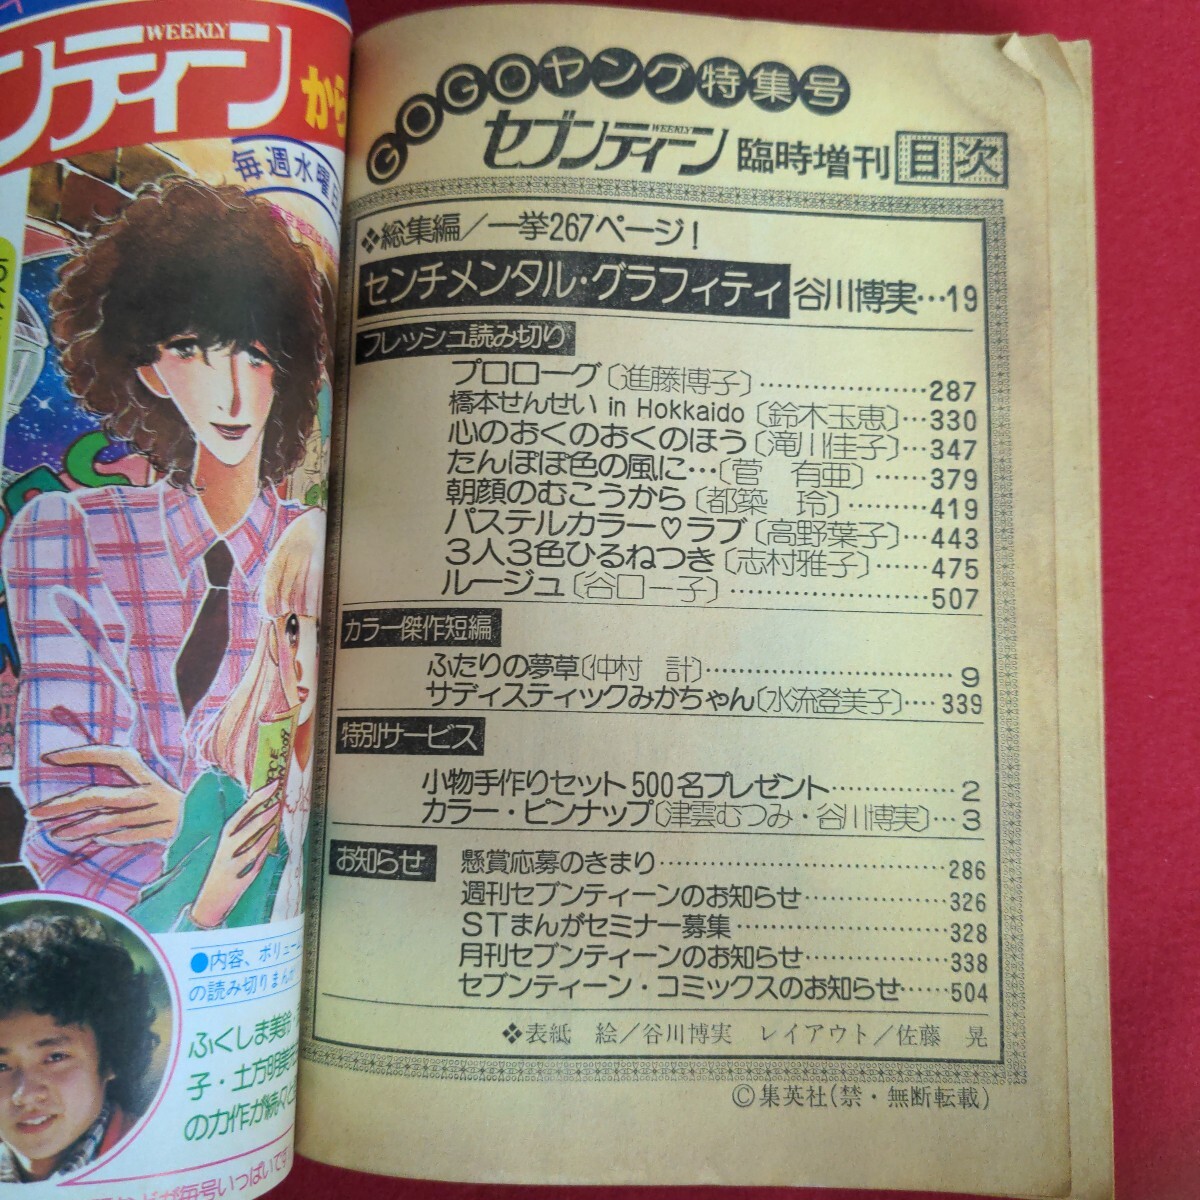 GOGOヤング特集号
セブンティーン WEEKLY 臨時増刊 目次
❖総集編/一挙267ページ!
センチメンタル・グラフィティ 谷川博実…19
フレッシュ読み切り
プロローグ〔進藤博子〕………………287
橋本せんせい in Hokkaido〔鈴木玉恵〕…330
心のおくのおくのほう〔滝川佳子〕…347
たんぽぽ色の風に…〔菅 有亜〕………379
朝顔のむこうから〔都築 玲〕…………419
パステルカラー♡ラブ〔高野葉子〕…443
3人3色ひるねつき〔志村雅子〕………475
ルージュ〔谷口一子〕…………………507
カラー傑作短編
ふたりの夢草〔仲村 計〕……………………9
サディスティックみかちゃん〔水流登美子〕…339
特別サービス
小物手作りセット500名プレゼント…………2
カラー・ピンナップ〔津雲むつみ・谷川博実〕…3
お知らせ
懸賞応募のきまり……………………………286
週刊セブンティーンのお知らせ……………326
STまんがセミナー募集……………………328
月刊セブンティーンのお知らせ……………338
セブンティーン・コミックスのお知らせ……504
❖表紙 絵/谷川博実 レイアウト/佐藤 晃
©集英社(禁・無断転載)
WEEKLY
ンティーン
から
毎週水曜日
●内容、ボリューム
の読み切りまんが
ふくしま美鈴
子・土方明美
の力作が続々と
毎号いっぱいです